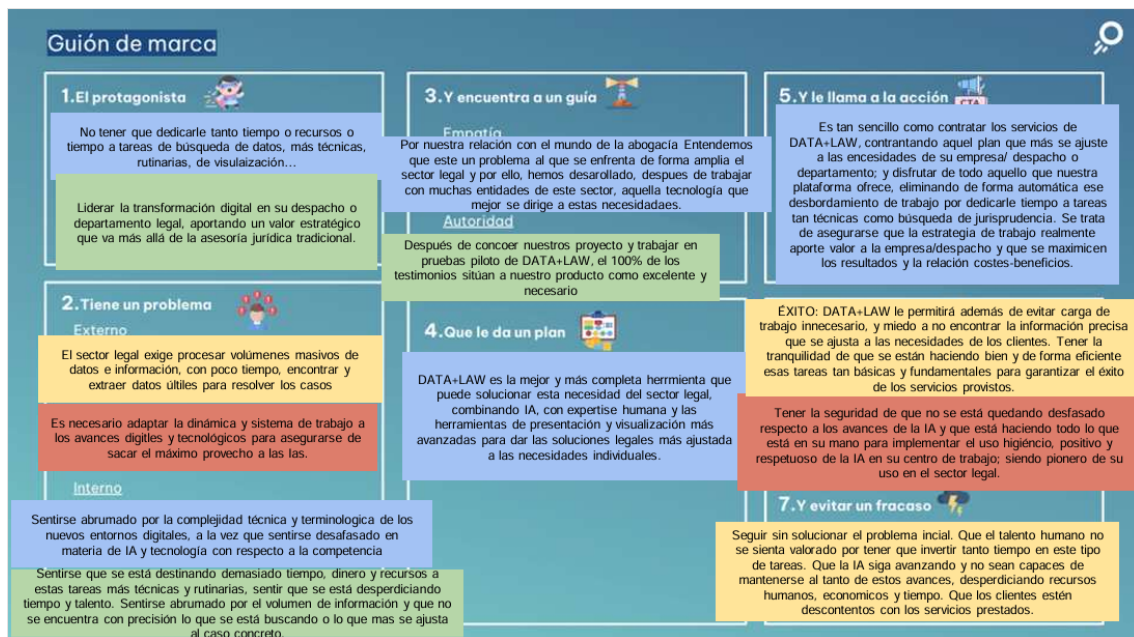 Guión de marca
1.El protagonista
No tener que dedicarle tanto tiempo o recursos o
tiempo a tareas de búsqueda de datos, más técnicas,
rutinarias, de visulaización...
Liderar la transformación digital en su despacho o
departamento legal, aportando un valor estratégico
que va más allá de la asesoría jurídica tradicional.
2.Tiene un problema
Externo
El sector legal exige procesar volúmenes masivos de
datos e información, con poco tiempo, encontrar y
extraer datos últiles para resolver los casos
Es necesario adaptar la dinámica y sistema de trabajo a
los avances digitles y tecnológicos para asegurarse de
sacar el máximo provecho a las Ias.
Interno
Sentirse abrumado por la complejidad técnica y terminologica de los
nuevos entornos digitales, a la vez que sentirse desafasado en
materia de IA y tecnología con respecto a la competencia
Sentirse que se está destinando demasiado tiempo, dinero y recursos a
estas tareas más técnicas y rutinarias, sentir que se está desperdiciando
tiempo y talento. Sentirse abrumado por el volumen de información y que no
se encuentra con precisión lo que se está buscando o lo que mas se ajusta
al caso concreto.
3.Y encuentra a un guía
Empatía
Por nuestra relación con el mundo de la abogacía Entendemos
que este un problema al que se enfrenta de forma amplia el
sector legal y por ello, hemos desarollado, despues de trabajar
con muchas entidades de este sector, aquella tecnología que
mejor se dirige a estas necesidadaes.
Autoridad
Después de concoer nuestros proyecto y trabajar en
pruebas piloto de DATA+LAW, el 100% de los
testimonios sitúan a nuestro producto como excelente y
necesario
4.Que le da un plan
DATA+LAW es la mejor y más completa herrmienta que
puede solucionar esta necesidad del sector legal,
combinando IA, con expertise humana y las
herramientas de presentación y visualización más
avanzadas para dar las soluciones legales más ajustada
a las necesidades individuales.
5.Y le llama a la acción
CTA
Es tan sencillo como contratar los servicios de
DATA+LAW, contrantando aquel plan que más se ajuste
a las encesidades de su empresa/ despacho o
departamento; y disfrutar de todo aquello que nuestra
plataforma ofrece, eliminando de forma automática ese
desbordamiento de trabajo por dedicarle tiempo a tareas
tan técnicas como búsqueda de jurisprudencia. Se trata
de asegurarse que la estrategia de trabajo realmente
aporte valor a la empresa/despacho y que se maximicen
los resultados y la relación costes-beneficios.
ÉXITO: DATA+LAW le permitirá además de evitar carga de
trabajo innecesario, y miedo a no encontrar la información precisa
que se ajusta a las necesidades de los clientes. Tener la
tranquilidad de que se están haciendo bien y de forma eficiente
esas tareas tan básicas y fundamentales para garantizar el éxito
de los servicios provistos.
Tener la seguridad de que no se está quedando desfasado
respecto a los avances de la IA y que está haciendo todo lo que
está en su mano para implementar el uso higiéncio, positivo y
respetuoso de la IA en su centro de trabajo; siendo pionero de su
uso en el sector legal.
7.Y evitar un fracaso
Seguir sin solucionar el problema incial. Que el talento humano no
se sienta valorado por tener que invertir tanto tiempo en este tipo
de tareas. Que la IA siga avanzando y no sean capaces de
mantenerse al tanto de estos avances, desperdiciando recursos
humanos, economicos y tiempo. Que los clientes estén
descontentos con los servicios prestados.